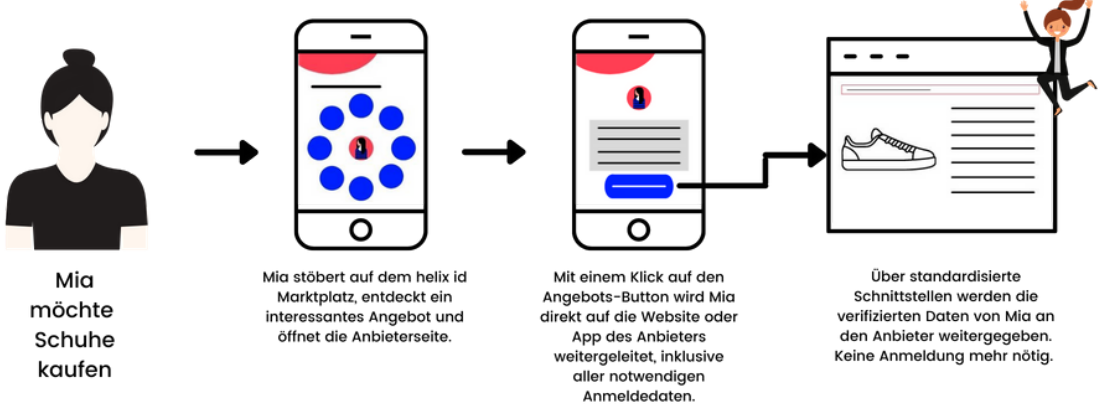 Mia
möchte
Schuhe
kaufen
Mia stöbert auf dem helix id
Marktplatz, entdeckt ein
interessantes Angebot und
öffnet die Anbieterseite.
Mit einem Klick auf den
Angebots-Button wird Mia
direkt auf die Website oder
App des Anbieters
weitergeleitet, inklusive
aller notwendigen
Anmeldedaten.
Über standardisierte
Schnittstellen werden die
verifizierten Daten von Mia an
den Anbieter weitergegeben.
Keine Anmeldung mehr nötig.